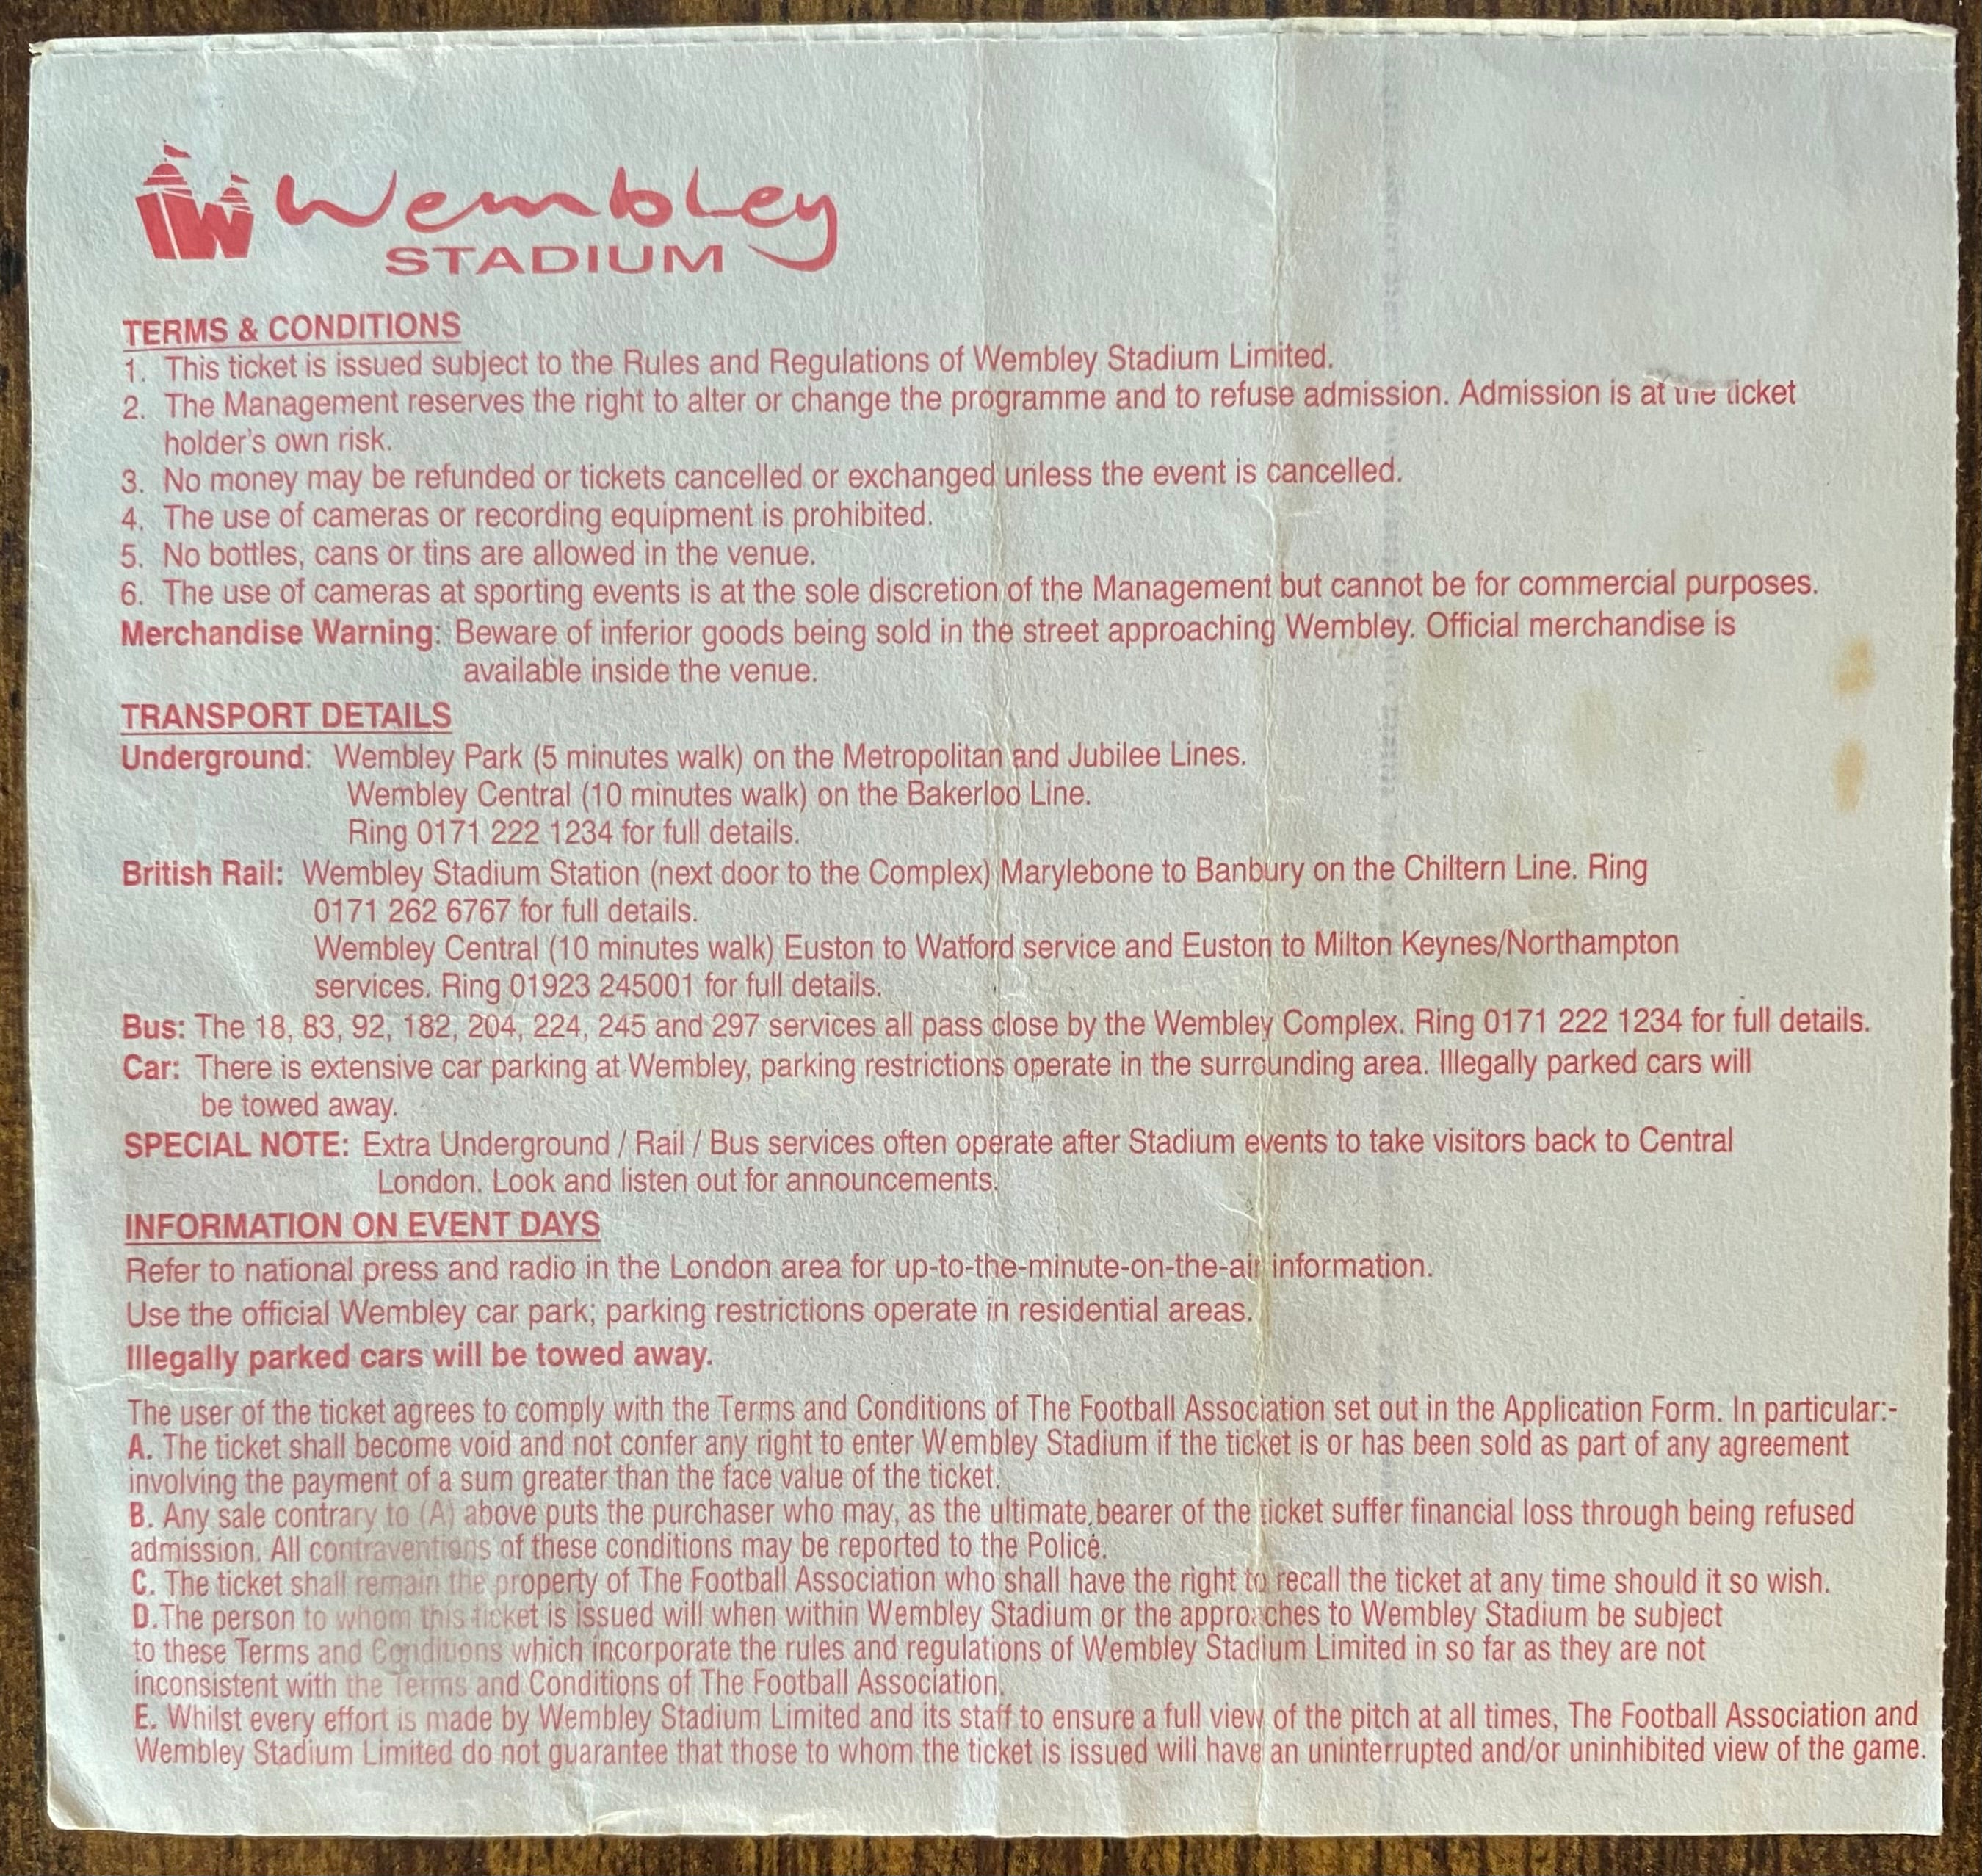 Wembley
STADIUM
TERMS & CONDITIONS
1. This ticket is issued subject to the Rules and Regulations of Wembley Stadium Limited.
2. The Management reserves the right to alter or change the programme and to refuse admission. Admission is at the ticket
holder's own risk.
3. No money may be refunded or tickets cancelled or exchanged unless the event is cancelled.
4. The use of cameras or recording equipment is prohibited.
5. No bottles, cans or tins are allowed in the venue.
6. The use of cameras at sporting events is at the sole discretion of the Management but cannot be for commercial purposes.
Merchandise Warning: Beware of inferior goods being sold in the street approaching Wembley. Official merchandise is
available inside the venue.
TRANSPORT DETAILS
Underground: Wembley Park (5 minutes walk) on the Metropolitan and Jubilee Lines.
Wembley Central (10 minutes walk) on the Bakerloo Line.
Ring 0171 222 1234 for full details.
British Rail: Wembley Stadium Station (next door to the Complex) Marylebone to Banbury on the Chiltern Line. Ring
0171 262 6767 for full details.
Wembley Central (10 minutes walk) Euston to Watford service and Euston to Milton Keynes/Northampton
services. Ring 01923 245001 for full details.
Bus: The 18, 83, 92, 182, 204, 224, 245 and 297 services all pass close by the Wembley Complex. Ring 0171 222 1234 for full details.
Car: There is extensive car parking at Wembley, parking restrictions operate in the surrounding area. Illegally parked cars will
be towed away.
SPECIAL NOTE: Extra Underground / Rail / Bus services often operate after Stadium events to take visitors back to Central
London. Look and listen out for announcements.
INFORMATION ON EVENT DAYS
Refer to national press and radio in the London area for up-to-the-minute-on-the-air information.
Use the official Wembley car park; parking restrictions operate in residential areas.
Illegally parked cars will be towed away.
The user of the ticket agrees to comply with the Terms and Conditions of The Football Association set out in the Application Form. In particular:-
A. The ticket shall become void and not confer any right to enter Wembley Stadium if the ticket is or has been sold as part of any agreement
involving the payment of a sum greater than the face value of the ticket.
B. Any sale contrary to (A) above puts the purchaser who may, as the ultimate bearer of the ticket suffer financial loss through being refused
admission. All contraventions of these conditions may be reported to the Police.
C. The ticket shall remain the property of The Football Association who shall have the right to recall the ticket at any time should it so wish.
D.The person to whom this ticket is issued will when within Wembley Stadium or the approaches to Wembley Stadium be subject
to these Terms and Conditions which incorporate the rules and regulations of Wembley Stadium Limited in so far as they are not
inconsistent with the Terms and Conditions of The Football Association.
E. Whilst every effort is made by Wembley Stadium Limited and its staff to ensure a full view of the pitch at all times, The Football Association and
Wembley Stadium Limited do not guarantee that those to whom the ticket is issued will have an uninterrupted and/or uninhibited view of the game.